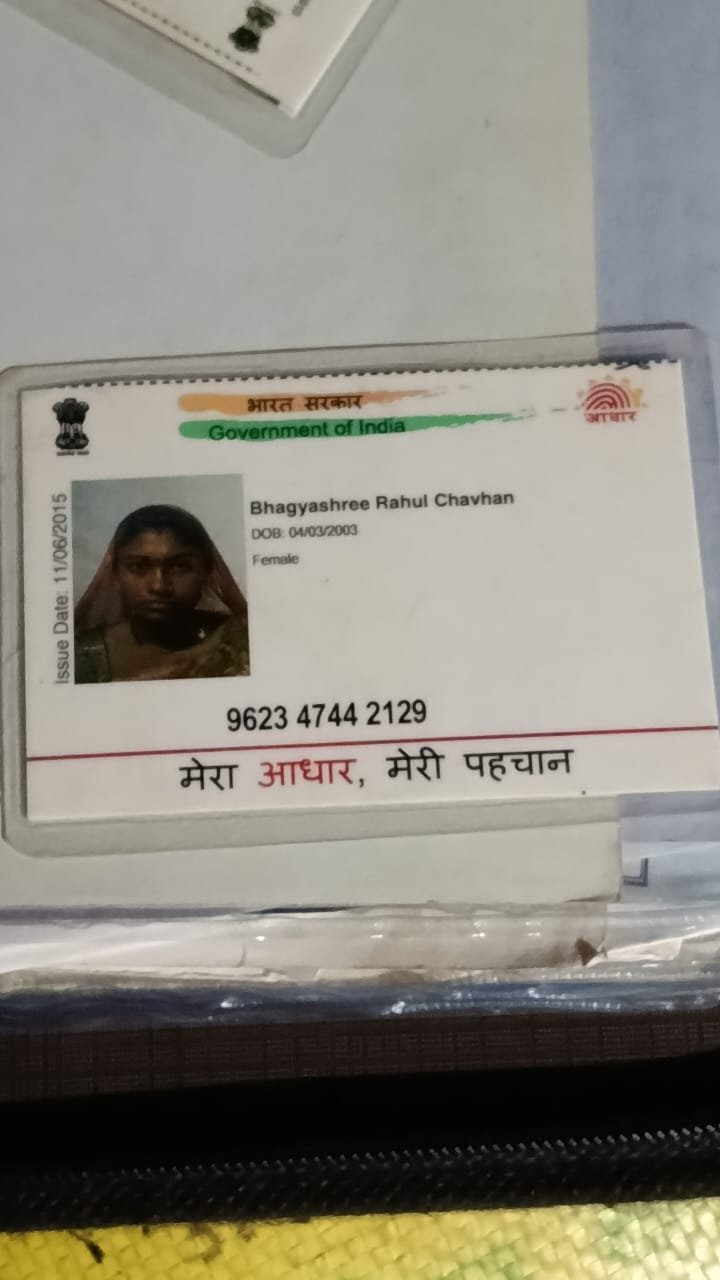 भारत सरकार
Government of India
आधार
Issue Date: 11/06/2015
Bhagyashree Rahul Chavhan
DOB: 04/03/2003
Female
9623 4744 2129
मेरा आधार, मेरी पहचान